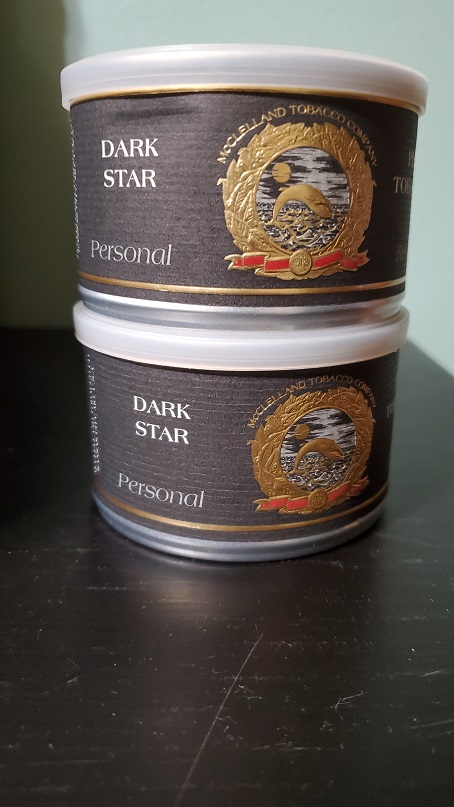 McCLELLAND TOBACCO COMPANY
DARK
STAR
Personal
McCLELLAND TOBACCO COMPANY
DARK
STAR
Personal